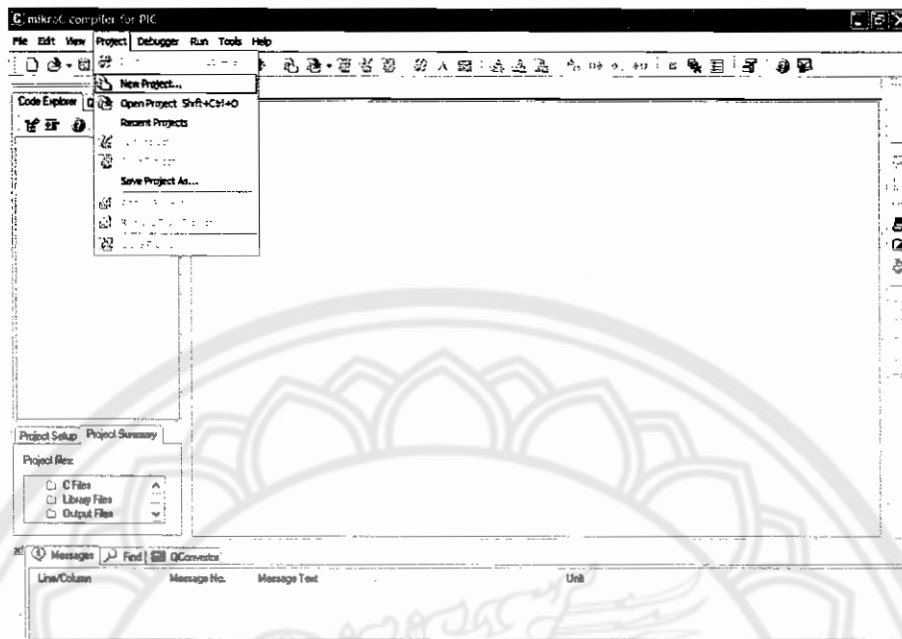 mikroC compiler for PIC
File Edit View Project Debugger Run Tools Help
New Project...
Code Explorer
Open Project Shift+Ctrl+O
Recent Projects
Save Project As...
Project Setup Project Summary
Project files:
C Files
Library Files
Output Files
Messages Find QConvertor
Line/Column Message No. Message Text Unit